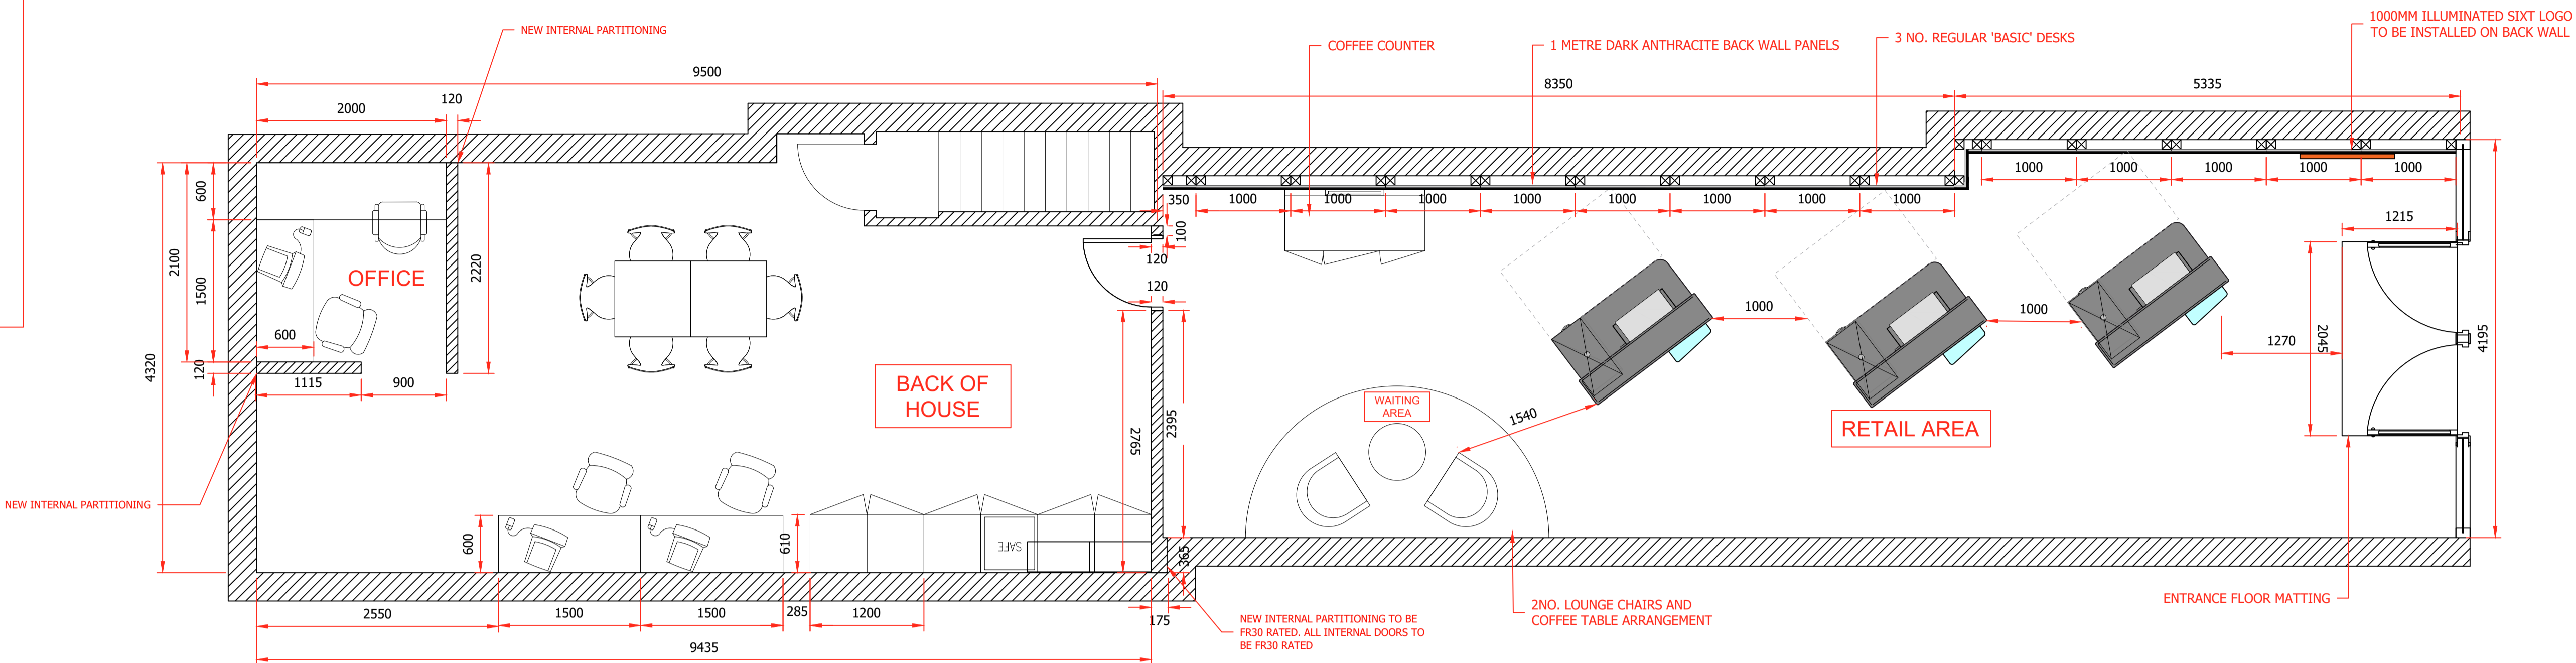 1000MM ILLUMINATED SIXT LOGO
TO BE INSTALLED ON BACK WALL
NEW INTERNAL PARTITIONING
COFFEE COUNTER
1 METRE DARK ANTHRACITE BACK WALL PANELS
3 NO. REGULAR 'BASIC' DESKS
9500
8350
5335
2000
120
600
2100
1500
2220
4320
120
600
1115
900
OFFICE
350
1000
1000
1000
1000
1000
1000
1000
1000
1000
1000
1000
1000
1000
100
120
120
1215
1000
1000
1270
2045
4195
BACK OF
HOUSE
WAITING
AREA
1540
RETAIL AREA
2765
2395
NEW INTERNAL PARTITIONING
600
610
SAFE
365
2550
1500
1500
285
1200
175
9435
NEW INTERNAL PARTITIONING TO BE
FR30 RATED. ALL INTERNAL DOORS TO
BE FR30 RATED
2NO. LOUNGE CHAIRS AND
COFFEE TABLE ARRANGEMENT
ENTRANCE FLOOR MATTING